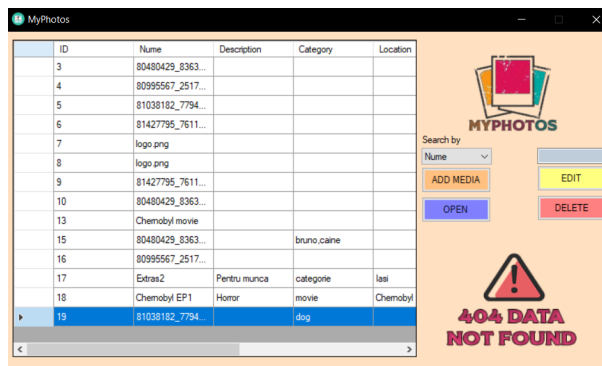 MyPhotos
ID Nume Description Category Location
3 80480429_8363...
4 80995567_2517...
5 81038182_7794...
6 81427795_7611...
7 logo.png
8 logo.png
9 81427795_7611...
10 80480429_8363...
13 Chernobyl movie
15 80480429_8363... bruno,caine
16 80995567_2517...
17 Extras2 Pentru munca categorie Iasi
18 Chernobyl EP1 Horror movie Chernobyl
19 81038182_7794... dog
MYPHOTOS
Search by
Nume
ADD MEDIA EDIT
OPEN DELETE
404 DATA
NOT FOUND